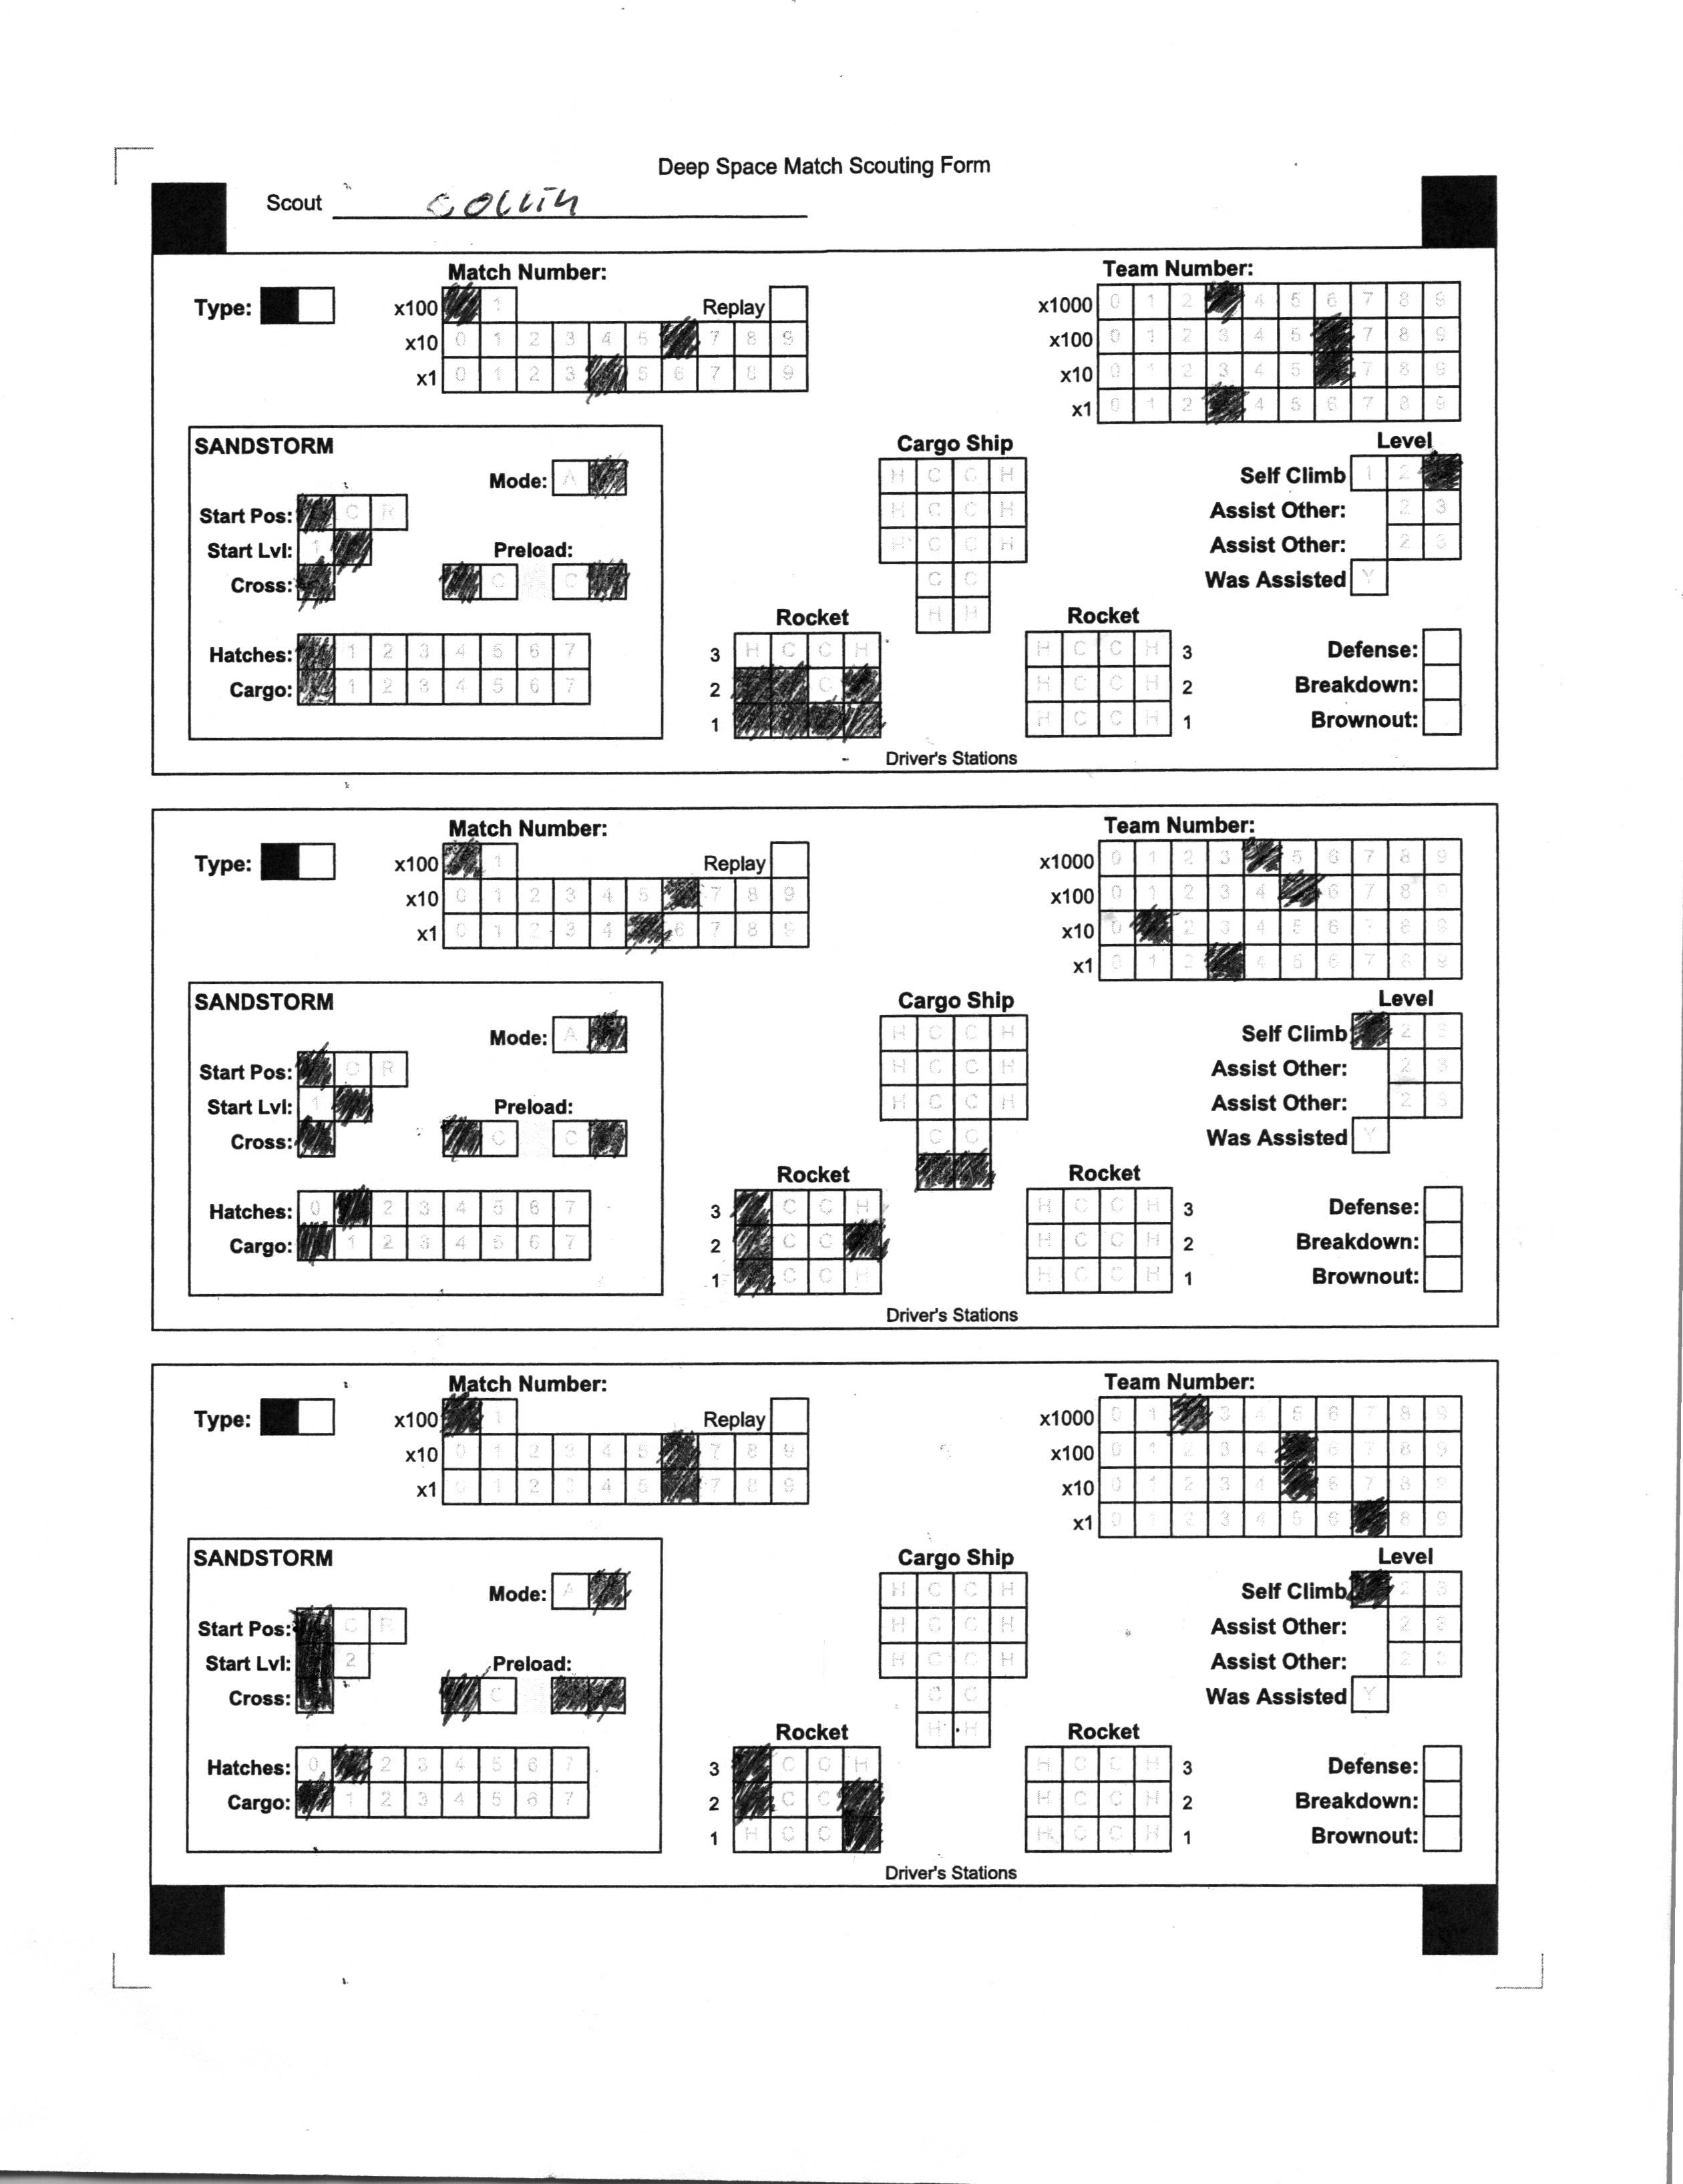 Deep Space Match Scouting Form
Scout Collin
Match Number: Team Number:
Type: x100 1 Replay x1000 0 1 2 4 5 6 7 8 9
x10 0 1 2 3 4 5 7 8 9 x100 0 1 2 3 4 5 7 8 9
x1 0 1 2 3 5 6 7 8 9 x10 0 1 2 3 4 5 7 8 9
x1 0 1 2 4 5 6 7 8 9
SANDSTORM Cargo Ship Level
Mode: A H C C H Self Climb 1 2
Start Pos: C R H C C H Assist Other: 2 3
Start Lvl: 1 Preload: H C C H Assist Other: 2 3
Cross: C C C C Was Assisted Y
H H
Rocket Rocket
Hatches: 1 2 3 4 5 6 7 3 H C C H H C C H 3 Defense:
Cargo: 1 2 3 4 5 6 7 2 C H C C H 2 Breakdown:
1 H C C H 1 Brownout:
Driver's Stations
Match Number: Team Number:
Type: x100 1 Replay x1000 0 1 2 3 5 6 7 8 9
x10 0 1 2 3 4 5 7 8 9 x100 0 1 2 3 4 6 7 8 9
x1 0 1 2 3 4 6 7 8 9 x10 0 2 3 4 5 6 7 8 9
x1 0 1 2 4 5 6 7 8 9
SANDSTORM Cargo Ship Level
Mode: A H C C H Self Climb 2 3
Start Pos: C R H C C H Assist Other: 2 3
Start Lvl: 1 Preload: H C C H Assist Other: 2 3
Cross: C C C C Was Assisted Y
Rocket Rocket
Hatches: 0 2 3 4 5 6 7 3 C C H H C C H 3 Defense:
Cargo: 1 2 3 4 5 6 7 2 C C H C C H 2 Breakdown:
1 C C H H C C H 1 Brownout:
Driver's Stations
Match Number: Team Number:
Type: x100 1 Replay x1000 0 1 3 4 5 6 7 8 9
x10 0 1 2 3 4 5 7 8 9 x100 0 1 2 3 4 6 7 8 9
x1 0 1 2 3 4 5 7 8 9 x10 0 1 2 3 4 6 7 8 9
x1 0 1 2 3 4 5 6 8 9
SANDSTORM Cargo Ship Level
Mode: A H C C H Self Climb 2 3
Start Pos: C R H C C H Assist Other: 2 3
Start Lvl: 2 Preload: H C C H Assist Other: 2 3
Cross: C C C Was Assisted Y
H H
Rocket Rocket
Hatches: 0 2 3 4 5 6 7 3 C C H H C C H 3 Defense:
Cargo: 1 2 3 4 5 6 7 2 C C H C C H 2 Breakdown:
1 H C C H C C H 1 Brownout:
Driver's Stations